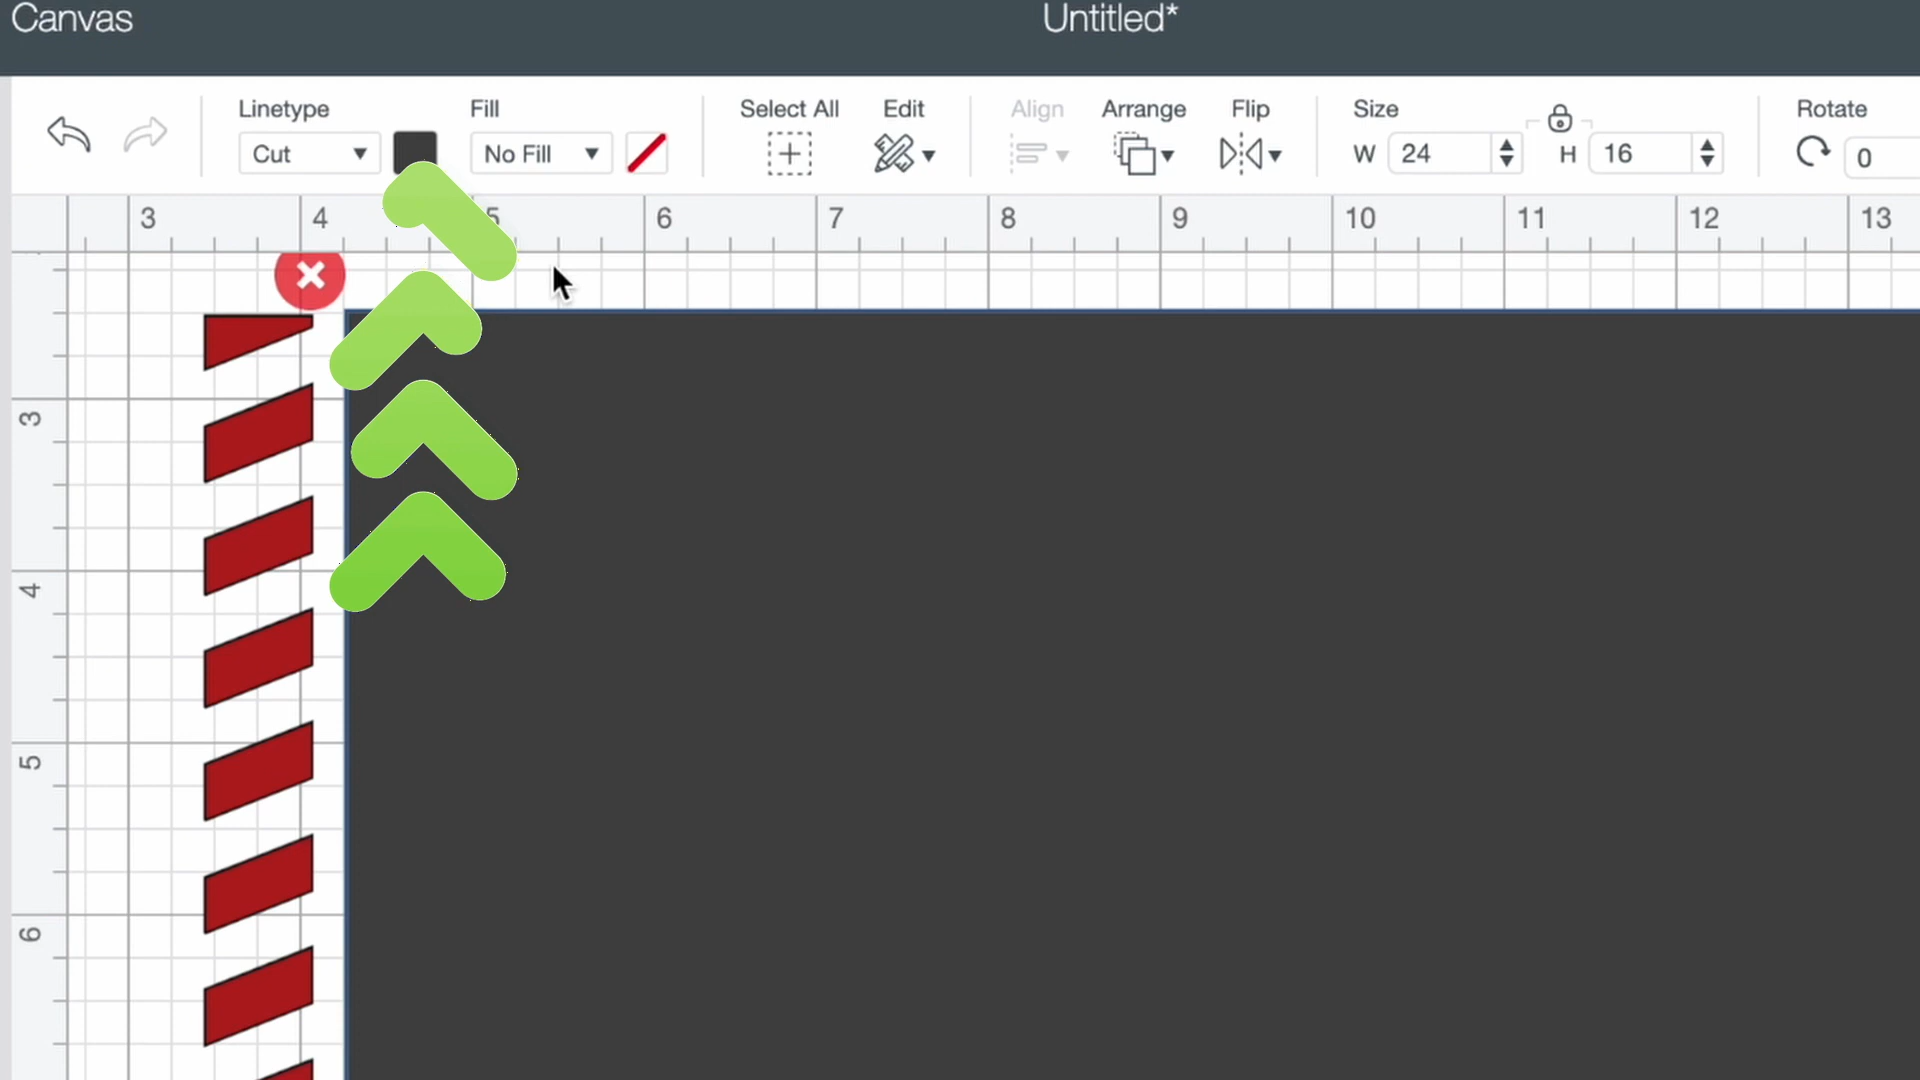 Canvas
Untitled*
Linetype
Fill
Select All
Edit
Align
Arrange
Flip
Size
Rotate
Cut
No Fill
W 24
H 16
0
3 4 5 6 7 8 9 10 11 12 13
3
4
5
6